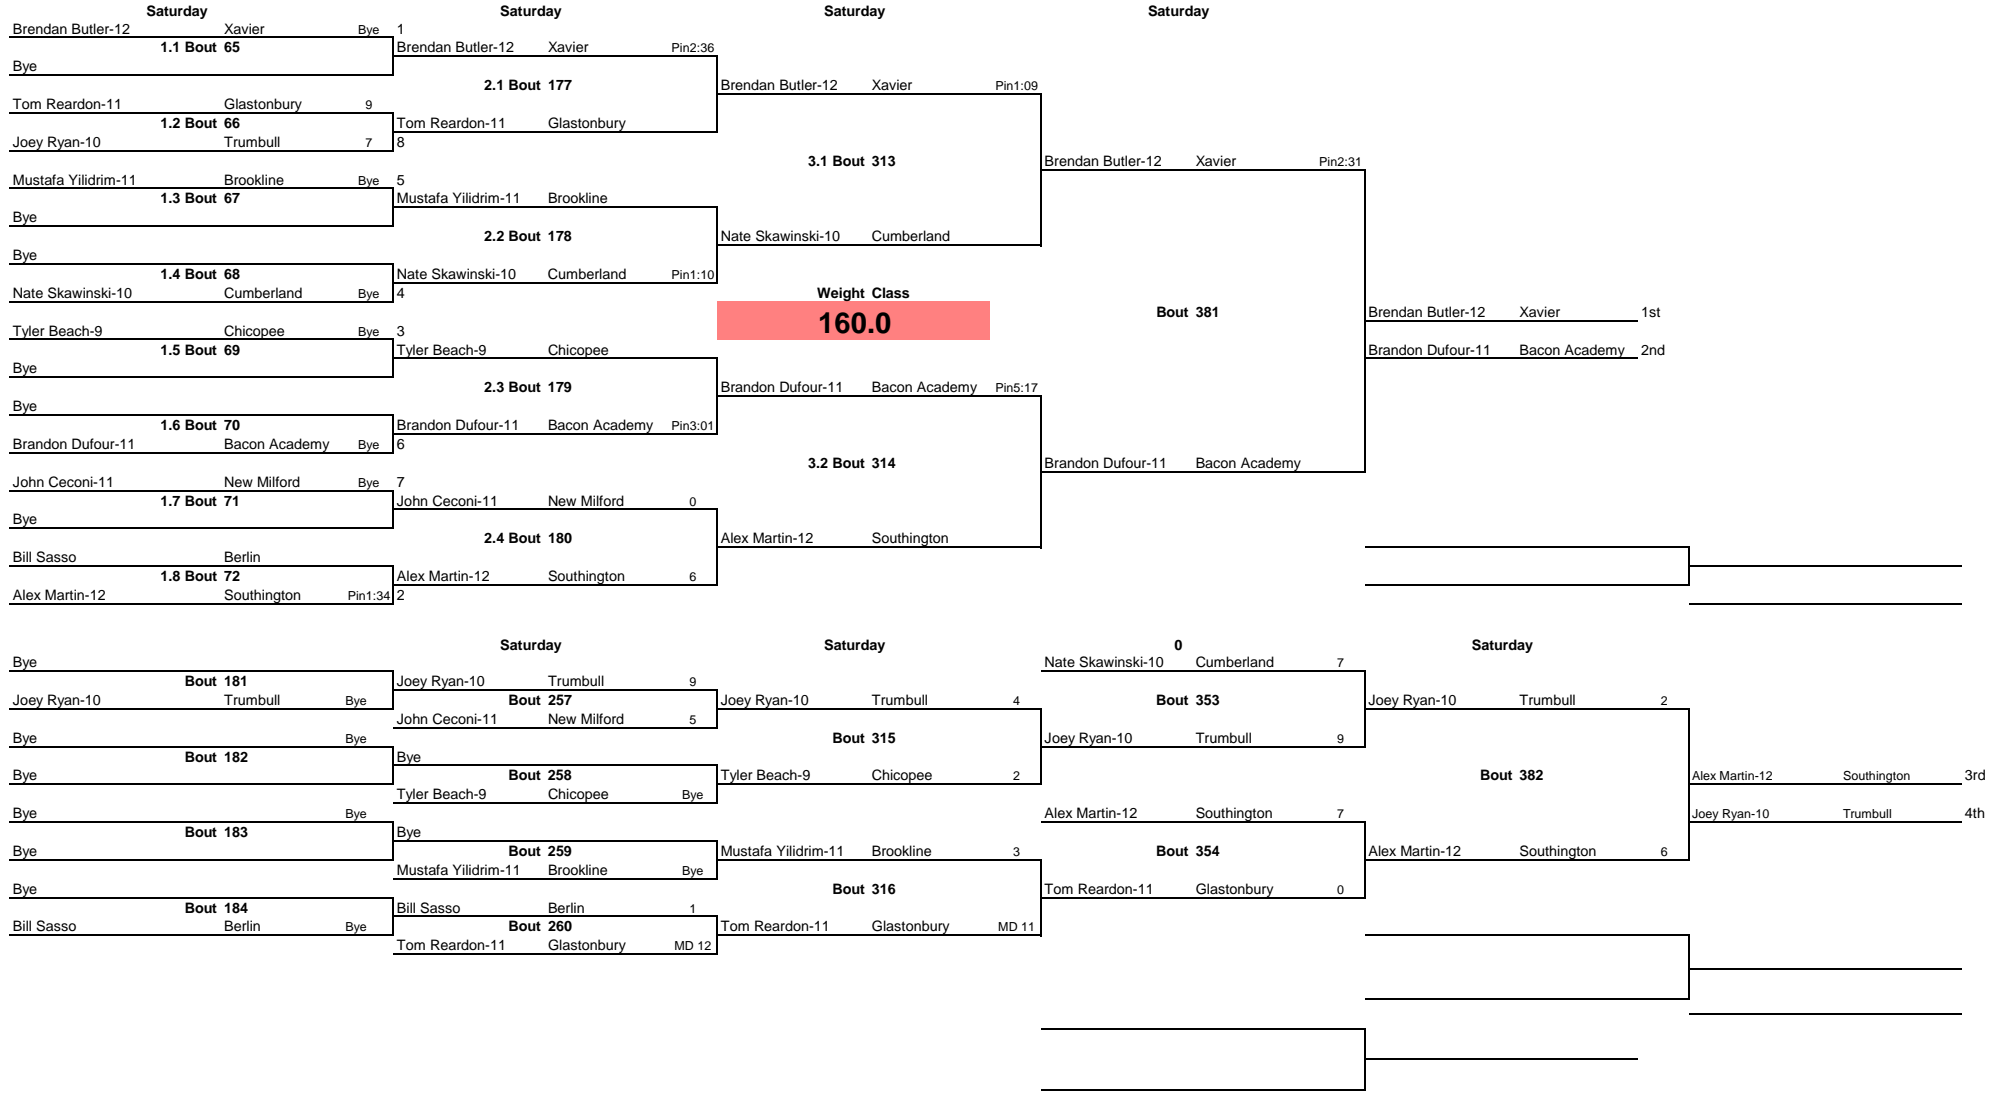 Saturday Saturday Saturday Saturday
Brendan Butler-12 Xavier Bye 1
1.1 Bout 65 Brendan Butler-12 Xavier Pin2:36
Bye
2.1 Bout 177 Brendan Butler-12 Xavier Pin1:09
Tom Reardon-11 Glastonbury 9
1.2 Bout 66 Tom Reardon-11 Glastonbury
Joey Ryan-10 Trumbull 7 8
3.1 Bout 313 Brendan Butler-12 Xavier Pin2:31
Mustafa Yilidrim-11 Brookline Bye 5
1.3 Bout 67 Mustafa Yilidrim-11 Brookline
Bye
2.2 Bout 178 Nate Skawinski-10 Cumberland
Bye
1.4 Bout 68 Nate Skawinski-10 Cumberland Pin1:10
Nate Skawinski-10 Cumberland Bye 4 Weight Class
160.0 Bout 381 Brendan Butler-12 Xavier 1st
Tyler Beach-9 Chicopee Bye 3
1.5 Bout 69 Tyler Beach-9 Chicopee Brandon Dufour-11 Bacon Academy 2nd
Bye
2.3 Bout 179 Brandon Dufour-11 Bacon Academy Pin5:17
Bye
1.6 Bout 70 Brandon Dufour-11 Bacon Academy Pin3:01
Brandon Dufour-11 Bacon Academy Bye 6
3.2 Bout 314 Brandon Dufour-11 Bacon Academy
John Ceconi-11 New Milford Bye 7
1.7 Bout 71 John Ceconi-11 New Milford 0
Bye
2.4 Bout 180 Alex Martin-12 Southington
Bill Sasso Berlin
1.8 Bout 72 Alex Martin-12 Southington 6
Alex Martin-12 Southington Pin1:34 2
Saturday Saturday 0 Saturday
Bye Nate Skawinski-10 Cumberland 7
Bout 181 Joey Ryan-10 Trumbull 9
Joey Ryan-10 Trumbull Bye Bout 257 Joey Ryan-10 Trumbull 4 Bout 353 Joey Ryan-10 Trumbull 2
John Ceconi-11 New Milford 5
Bye Bye Bout 315 Joey Ryan-10 Trumbull 9
Bout 182 Bye
Bye Bout 258 Tyler Beach-9 Chicopee 2 Bout 382 Alex Martin-12 Southington 3rd
Tyler Beach-9 Chicopee Bye
Bye Bye Alex Martin-12 Southington 7 Joey Ryan-10 Trumbull 4th
Bout 183 Bye
Bye Bout 259 Mustafa Yilidrim-11 Brookline 3 Bout 354 Alex Martin-12 Southington 6
Mustafa Yilidrim-11 Brookline Bye
Bye Bout 316 Tom Reardon-11 Glastonbury 0
Bout 184 Bill Sasso Berlin 1
Bill Sasso Berlin Bye Bout 260 Tom Reardon-11 Glastonbury MD 11
Tom Reardon-11 Glastonbury MD 12